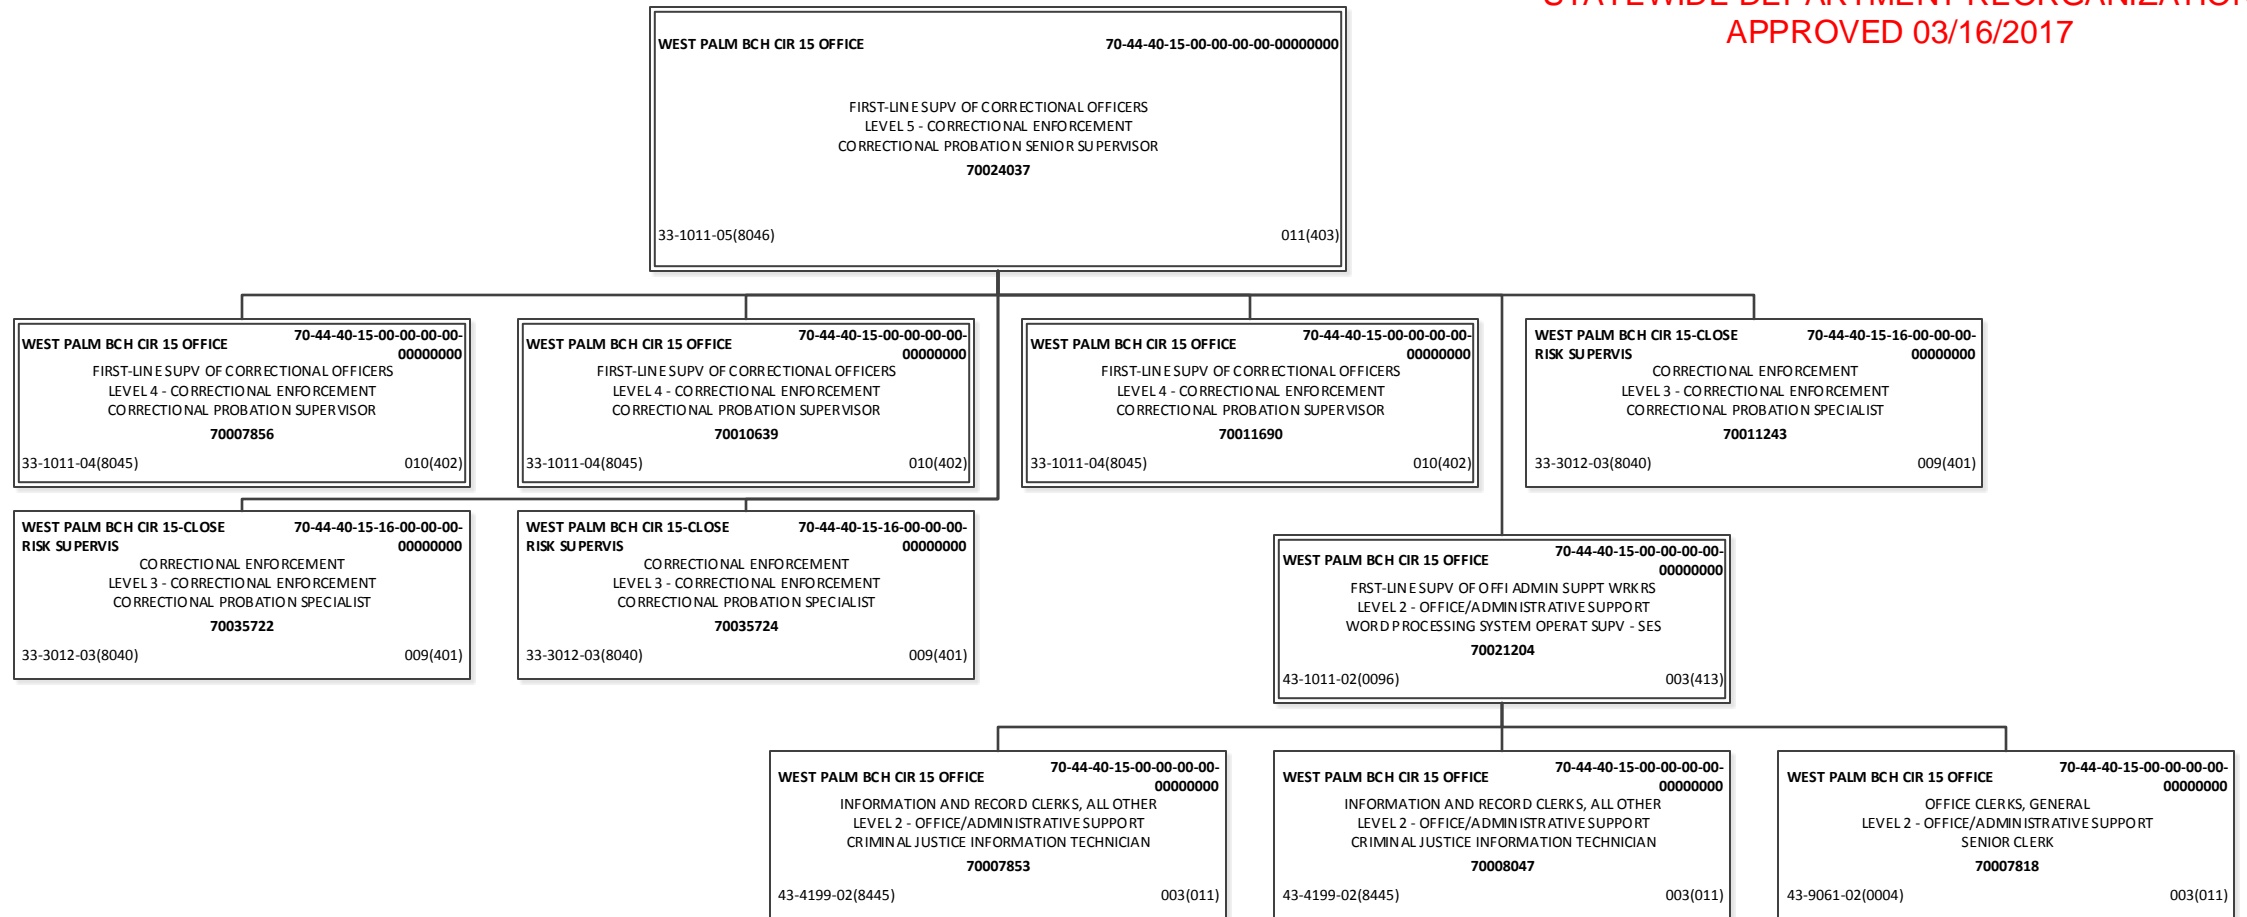 STATEWIDE DEPARTMENT REORGANIZATION
APPROVED 03/16/2017
WEST PALM BCH CIR 15 OFFICE 70-44-40-15-00-00-00-00-00000000
FIRST-LINE SUPV OF CORRECTIONAL OFFICERS
LEVEL 5 - CORRECTIONAL ENFORCEMENT
CORRECTIONAL PROBATION SENIOR SUPERVISOR
70024037
33-1011-05(8046) 011(403)
WEST PALM BCH CIR 15 OFFICE 70-44-40-15-00-00-00-00-
00000000
FIRST-LINE SUPV OF CORRECTIONAL OFFICERS
LEVEL 4 - CORRECTIONAL ENFORCEMENT
CORRECTIONAL PROBATION SUPERVISOR
70007856
33-1011-04(8045) 010(402)
WEST PALM BCH CIR 15 OFFICE 70-44-40-15-00-00-00-00-
00000000
FIRST-LINE SUPV OF CORRECTIONAL OFFICERS
LEVEL 4 - CORRECTIONAL ENFORCEMENT
CORRECTIONAL PROBATION SUPERVISOR
70010639
33-1011-04(8045) 010(402)
WEST PALM BCH CIR 15 OFFICE 70-44-40-15-00-00-00-00-
00000000
FIRST-LINE SUPV OF CORRECTIONAL OFFICERS
LEVEL 4 - CORRECTIONAL ENFORCEMENT
CORRECTIONAL PROBATION SUPERVISOR
70011690
33-1011-04(8045) 010(402)
WEST PALM BCH CIR 15-CLOSE 70-44-40-15-16-00-00-00-
RISK SUPERVIS 00000000
CORRECTIONAL ENFORCEMENT
LEVEL 3 - CORRECTIONAL ENFORCEMENT
CORRECTIONAL PROBATION SPECIALIST
70011243
33-3012-03(8040) 009(401)
WEST PALM BCH CIR 15-CLOSE 70-44-40-15-16-00-00-00-
RISK SUPERVIS 00000000
CORRECTIONAL ENFORCEMENT
LEVEL 3 - CORRECTIONAL ENFORCEMENT
CORRECTIONAL PROBATION SPECIALIST
70035722
33-3012-03(8040) 009(401)
WEST PALM BCH CIR 15-CLOSE 70-44-40-15-16-00-00-00-
RISK SUPERVIS 00000000
CORRECTIONAL ENFORCEMENT
LEVEL 3 - CORRECTIONAL ENFORCEMENT
CORRECTIONAL PROBATION SPECIALIST
70035724
33-3012-03(8040) 009(401)
WEST PALM BCH CIR 15 OFFICE 70-44-40-15-00-00-00-00-
00000000
FRST-LINE SUPV OF OFFI ADMIN SUPPT WRKRS
LEVEL 2 - OFFICE/ADMINISTRATIVE SUPPORT
WORD PROCESSING SYSTEM OPERAT SUPV - SES
70021204
43-1011-02(0096) 003(413)
WEST PALM BCH CIR 15 OFFICE 70-44-40-15-00-00-00-00-
00000000
INFORMATION AND RECORD CLERKS, ALL OTHER
LEVEL 2 - OFFICE/ADMINISTRATIVE SUPPORT
CRIMINAL JUSTICE INFORMATION TECHNICIAN
70007853
43-4199-02(8445) 003(011)
WEST PALM BCH CIR 15 OFFICE 70-44-40-15-00-00-00-00-
00000000
INFORMATION AND RECORD CLERKS, ALL OTHER
LEVEL 2 - OFFICE/ADMINISTRATIVE SUPPORT
CRIMINAL JUSTICE INFORMATION TECHNICIAN
70008047
43-4199-02(8445) 003(011)
WEST PALM BCH CIR 15 OFFICE 70-44-40-15-00-00-00-00-
00000000
OFFICE CLERKS, GENERAL
LEVEL 2 - OFFICE/ADMINISTRATIVE SUPPORT
SENIOR CLERK
70007818
43-9061-02(0004) 003(011)